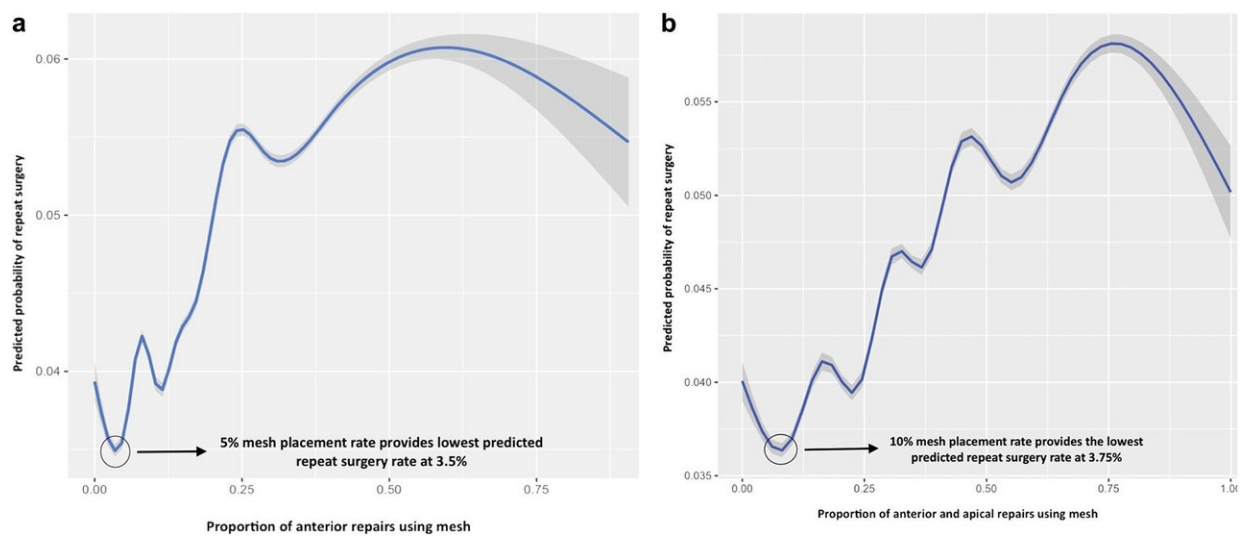 a
Predicted probability of repeat surgery
0.06
0.05
0.04
5% mesh placement rate provides lowest predicted
repeat surgery rate at 3.5%
0.00 0.25 0.50 0.75
Proportion of anterior repairs using mesh
b
Predicted probability of repeat surgery
0.055
0.050
0.045
0.040
0.035
10% mesh placement rate provides the lowest
predicted repeat surgery rate at 3.75%
0.00 0.25 0.50 0.75 1.00
Proportion of anterior and apical repairs using mesh